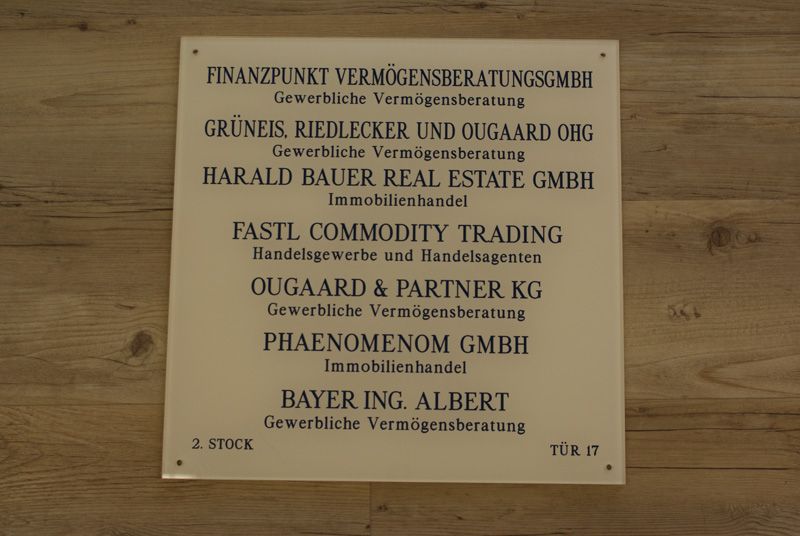 FINANZPUNKT VERMÖGENSBERATUNGSGMBH
Gewerbliche Vermögensberatung
GRÜNEIS, RIEDLECKER UND OUGAARD OHG
Gewerbliche Vermögensberatung
HARALD BAUER REAL ESTATE GMBH
Immobilienhandel
FASTL COMMODITY TRADING
Handelsgewerbe und Handelsagenten
OUGAARD & PARTNER KG
Gewerbliche Vermögensberatung
PHAENOMENOM GMBH
Immobilienhandel
BAYER ING. ALBERT
Gewerbliche Vermögensberatung
2. STOCK
TÜR 17